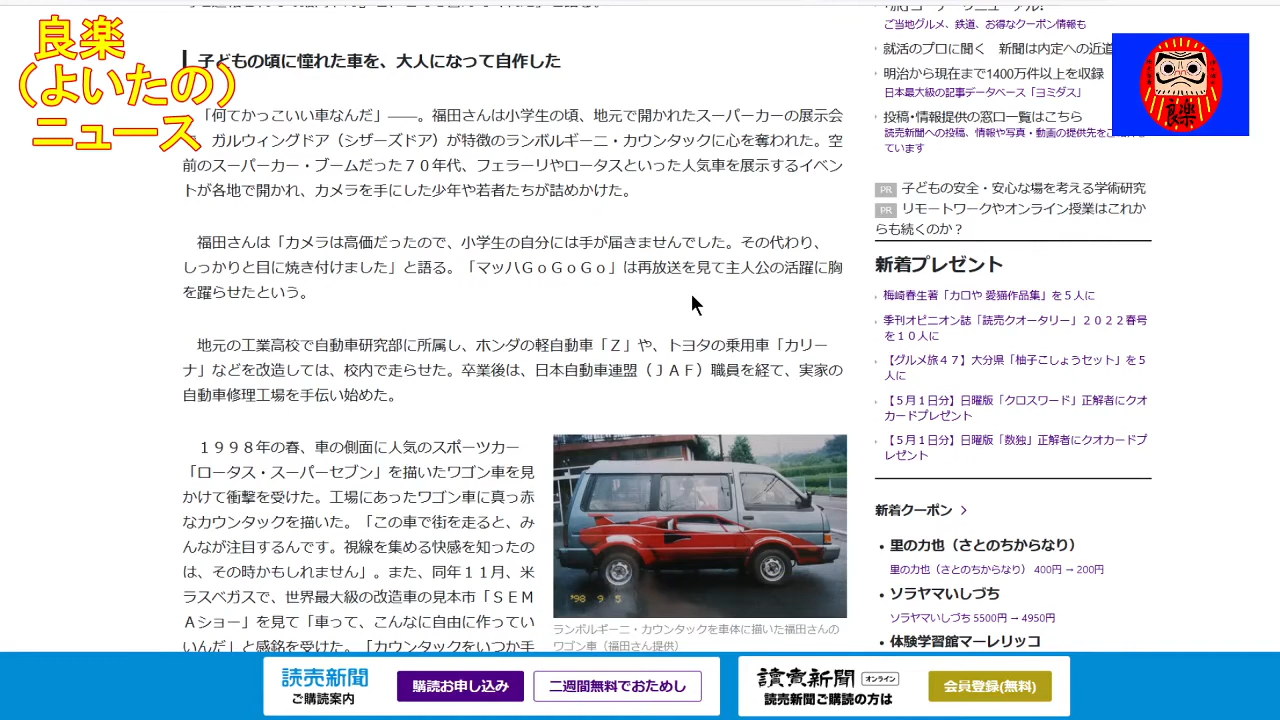 良楽
（よいたの）
ニュース
子どもの頃に憧れた車を、大人になって自作した
「何てかっこいい車なんだ」――。福田さんは小学生の頃、地元で開かれたスーパーカーの展示会
ガルウィングドア（シザーズドア）が特徴のランボルギーニ・カウンタックに心を奪われた。空
前のスーパーカー・ブームだった７０年代、フェラーリやロータスといった人気車を展示するイベン
トが各地で開かれ、カメラを手にした少年や若者たちが詰めかけた。
福田さんは「カメラは高価だったので、小学生の自分には手が届きませんでした。その代わり、
しっかりと目に焼き付けました」と語る。「マッハＧｏＧｏＧｏ」は再放送を見て主人公の活躍に胸
を躍らせたという。
地元の工業高校で自動車研究部に所属し、ホンダの軽自動車「Ｚ」や、トヨタの乗用車「カリー
ナ」などを改造しては、校内で走らせた。卒業後は、日本自動車連盟（ＪＡＦ）職員を経て、実家の
自動車修理工場を手伝い始めた。
１９９８年の春、車の側面に人気のスポーツカー
「ロータス・スーパーセブン」を描いたワゴン車を見
かけて衝撃を受けた。工場にあったワゴン車に真っ赤
なカウンタックを描いた。「この車で街を走ると、み
んなが注目するんです。視線を集める快感を知ったの
は、その時かもしれません」。また、同年１１月、米
ラスベガスで、世界最大級の改造車の見本市「ＳＥＭ
Ａショー」を見て「車って、こんなに自由に作ってい
いんだ」と感銘を受けた。「カウンタックをいつか手
'98 9 5
ランボルギーニ・カウンタックを車体に描いた福田さんの
ワゴン車（福田さん提供）
ご当地グルメ、鉄道、お得なクーポン情報も
就活のプロに聞く　新聞は内定への近道
明治から現在まで1400万件以上を収録
日本最大級の記事データベース「ヨミダス」
投稿・情報提供の窓口一覧はこちら
読売新聞への投稿、情報や写真・動画の提供先をご
ています
良楽
PR 子どもの安全・安心な場を考える学術研究
PR リモートワークやオンライン授業はこれか
らも続くのか？
新着プレゼント
梅崎春生著「カロや 愛猫作品集」を５人に
季刊オピニオン誌「読売クオータリー」２０２２春号
を１０人に
【グルメ旅４７】大分県「柚子こしょうセット」を５
人に
【５月１日分】日曜版「クロスワード」正解者にクオ
カードプレゼント
【５月１日分】日曜版「数独」正解者にクオカードプ
レゼント
新着クーポン
里の力也（さとのちからなり）
里の力也（さとのちからなり） 400円 → 200円
ソラヤマいしづち
ソラヤマいしづち 5500円 → 4950円
体験学習館マーレリッコ
読売新聞
ご購読案内
購読お申し込み
二週間無料でおためし
讀賣新聞 オンライン
読売新聞ご購読の方は
会員登録(無料)